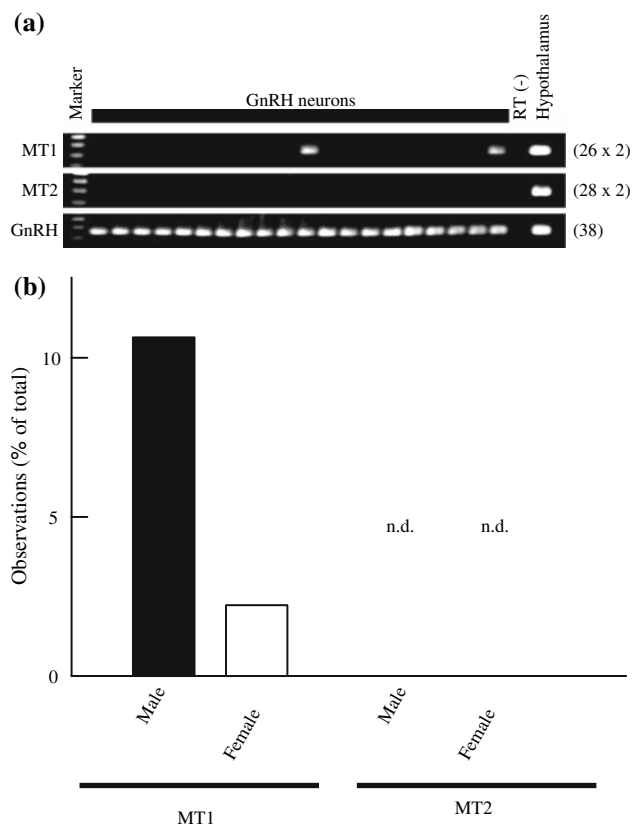 (a)
Marker
GnRH neurons
RT (-)
Hypothalamus
MT1
(26 x 2)
MT2
(28 x 2)
GnRH
(38)
(b)
Observations (% of total)
10
5
0
n.d.
n.d.
Male
Female
Male
Female
MT1
MT2